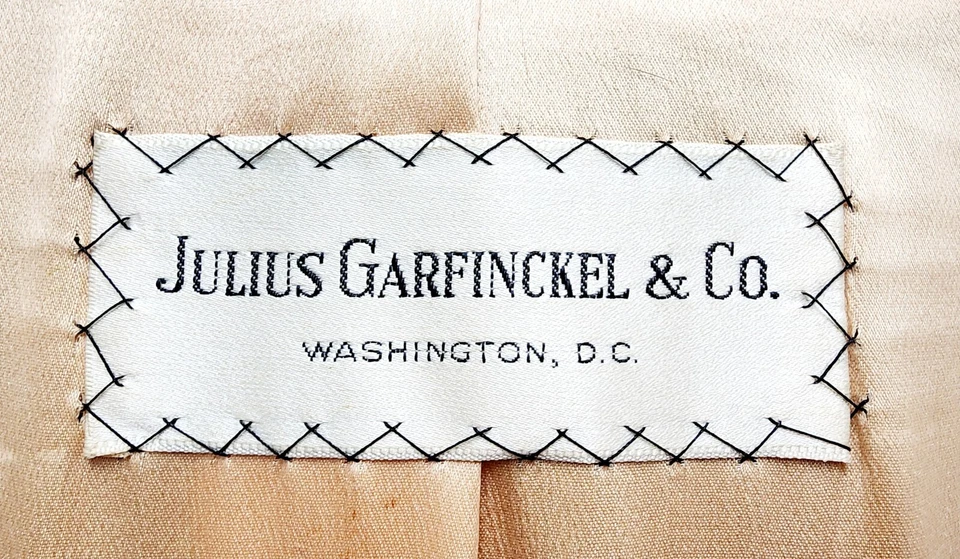 Julius Garfinckel & Co.
WASHINGTON, D.C.